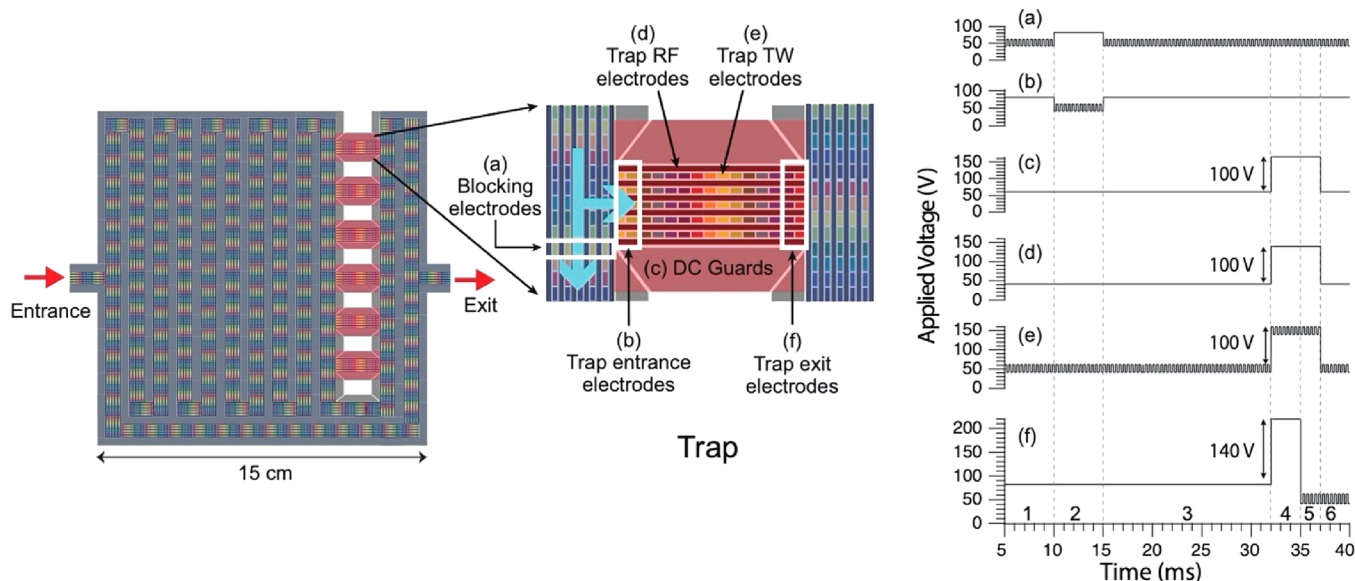 (d)
Trap RF
electrodes
(e)
Trap TW
electrodes
(a)
Blocking
electrodes
(c) DC Guards
(b)
Trap entrance
electrodes
(f)
Trap exit
electrodes
Trap
Entrance
Exit
15 cm
Applied Voltage (V)
(a)
100
50
0
(b)
100
50
0
(c)
150
100
50
0
100 V
(d)
150
100
50
0
100 V
(e)
150
100
50
0
100 V
(f)
200
150
100
50
0
140 V
1 2 3 4 5 6
5 10 15 20 25 30 35 40
Time (ms)